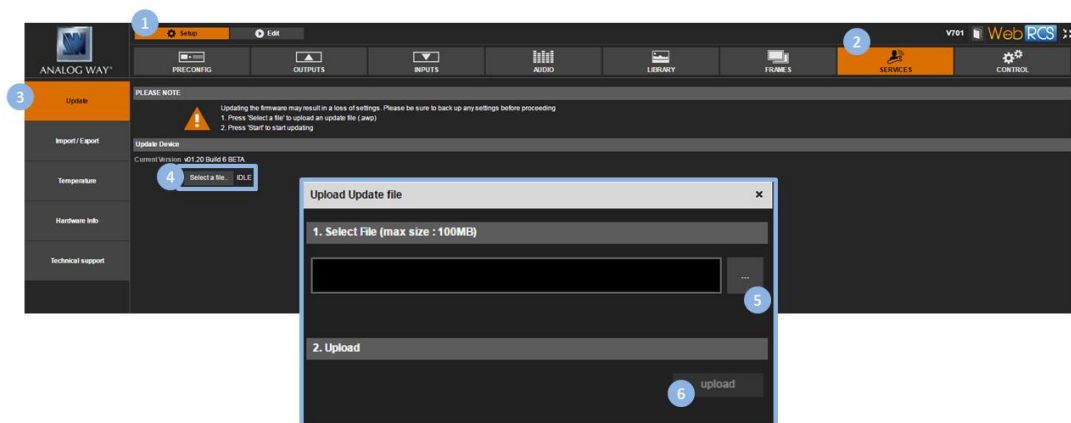 1
Setup
Edit
V701
Web RCS
ANALOG WAY®
PRECONFIG
OUTPUTS
INPUTS
AUDIO
LIBRARY
FRAMES
2
SERVICES
CONTROL
3
Update
Import / Export
Temperature
Hardware Info
Technical support
PLEASE NOTE
Updating the firmware may result in a loss of settings. Please be sure to back up any settings before proceeding
1. Press 'Select a file' to upload an update file (.awp)
2. Press 'Start' to start updating
Update Device
Current Version v01.20 Build 6 BETA
4
Select a file..
IDLE
Upload Update file
×
1. Select File (max size : 100MB)
...
5
2. Upload
6
upload